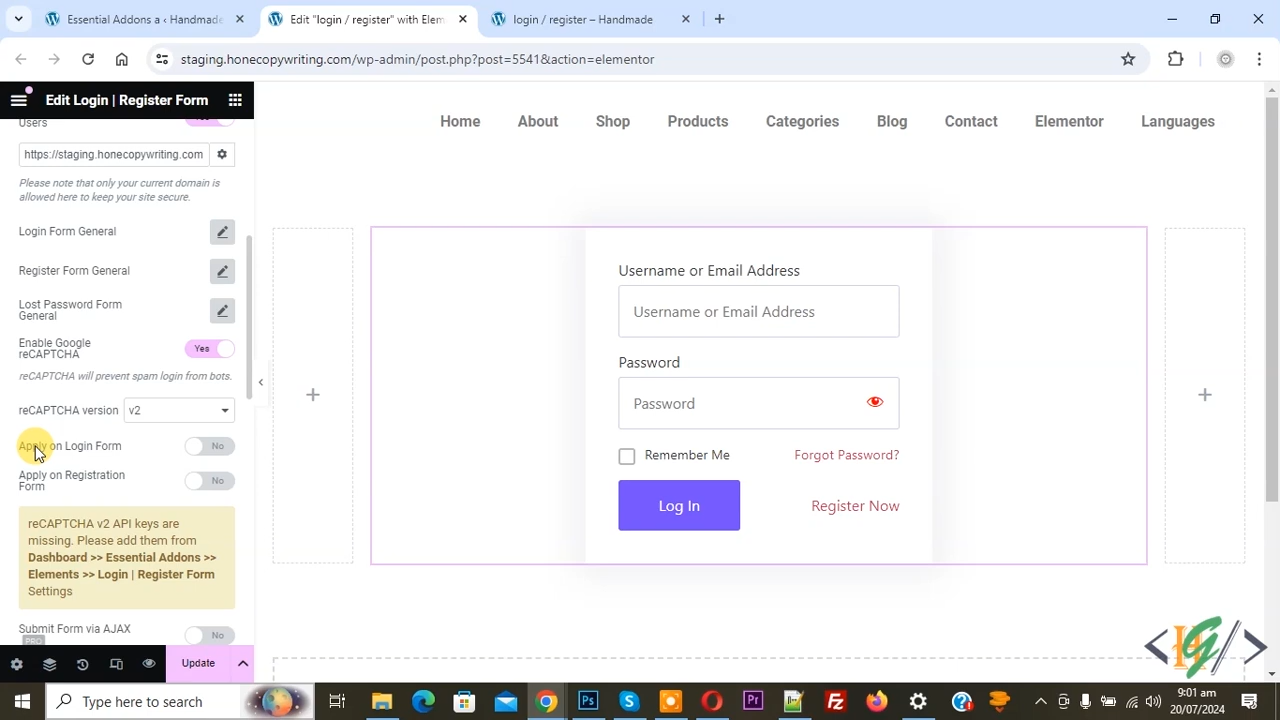 Essential Addons a ‹ Handmade
Edit "login / register" with Elem
login / register – Handmade
staging.honecopywriting.com/wp-admin/post.php?post=5541&action=elementor
Edit Login | Register Form
Home
About
Shop
Products
Categories
Blog
Contact
Elementor
Languages
Users
Yes
https://staging.honecopywriting.com
Please note that only your current domain is
allowed here to keep your site secure.
Login Form General
Register Form General
Lost Password Form
General
Enable Google
reCAPTCHA
Yes
reCAPTCHA will prevent spam login from bots.
reCAPTCHA version
v2
Apply on Login Form
No
Apply on Registration
Form
No
reCAPTCHA v2 API keys are
missing. Please add them from
Dashboard >> Essential Addons >>
Elements >> Login | Register Form
Settings
Submit Form via AJAX
PRO
No
Update
Username or Email Address
Username or Email Address
Password
Password
Remember Me
Forgot Password?
Log In
Register Now
Type here to search
9:01 am
20/07/2024